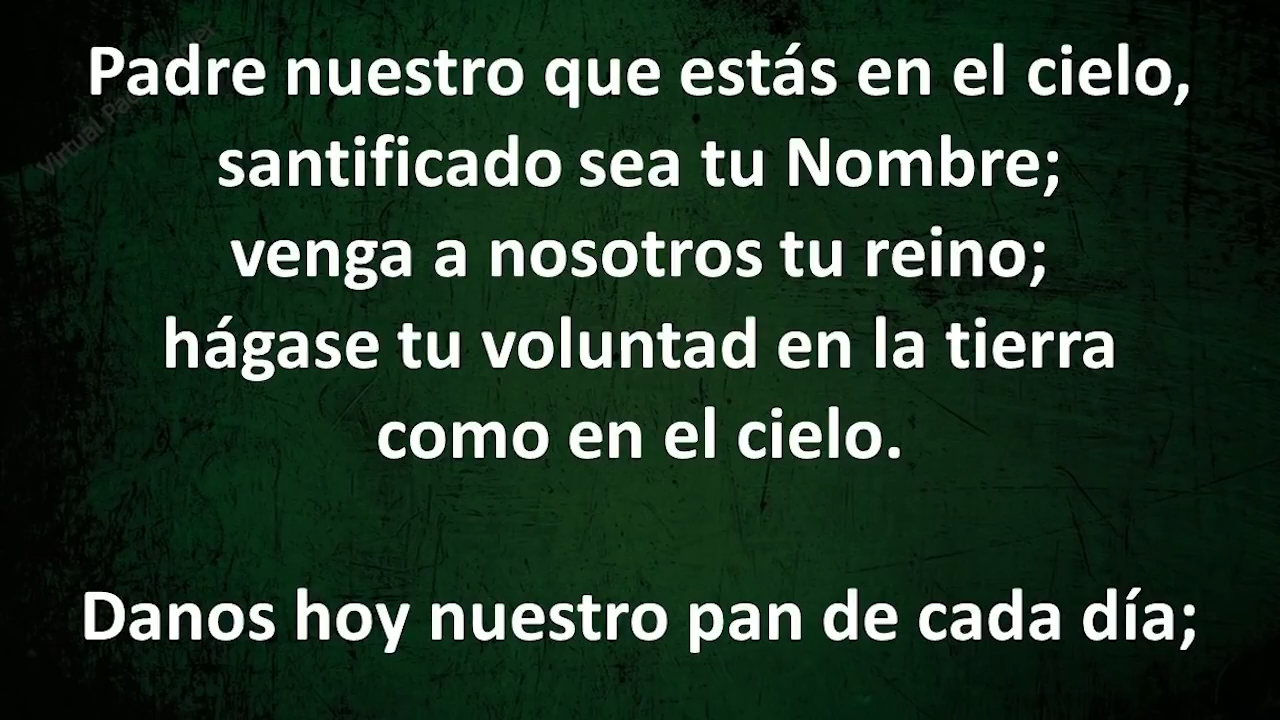 Padre nuestro que estás en el cielo,
santificado sea tu Nombre;
venga a nosotros tu reino;
hágase tu voluntad en la tierra
como en el cielo.
Danos hoy nuestro pan de cada día;
Virtual